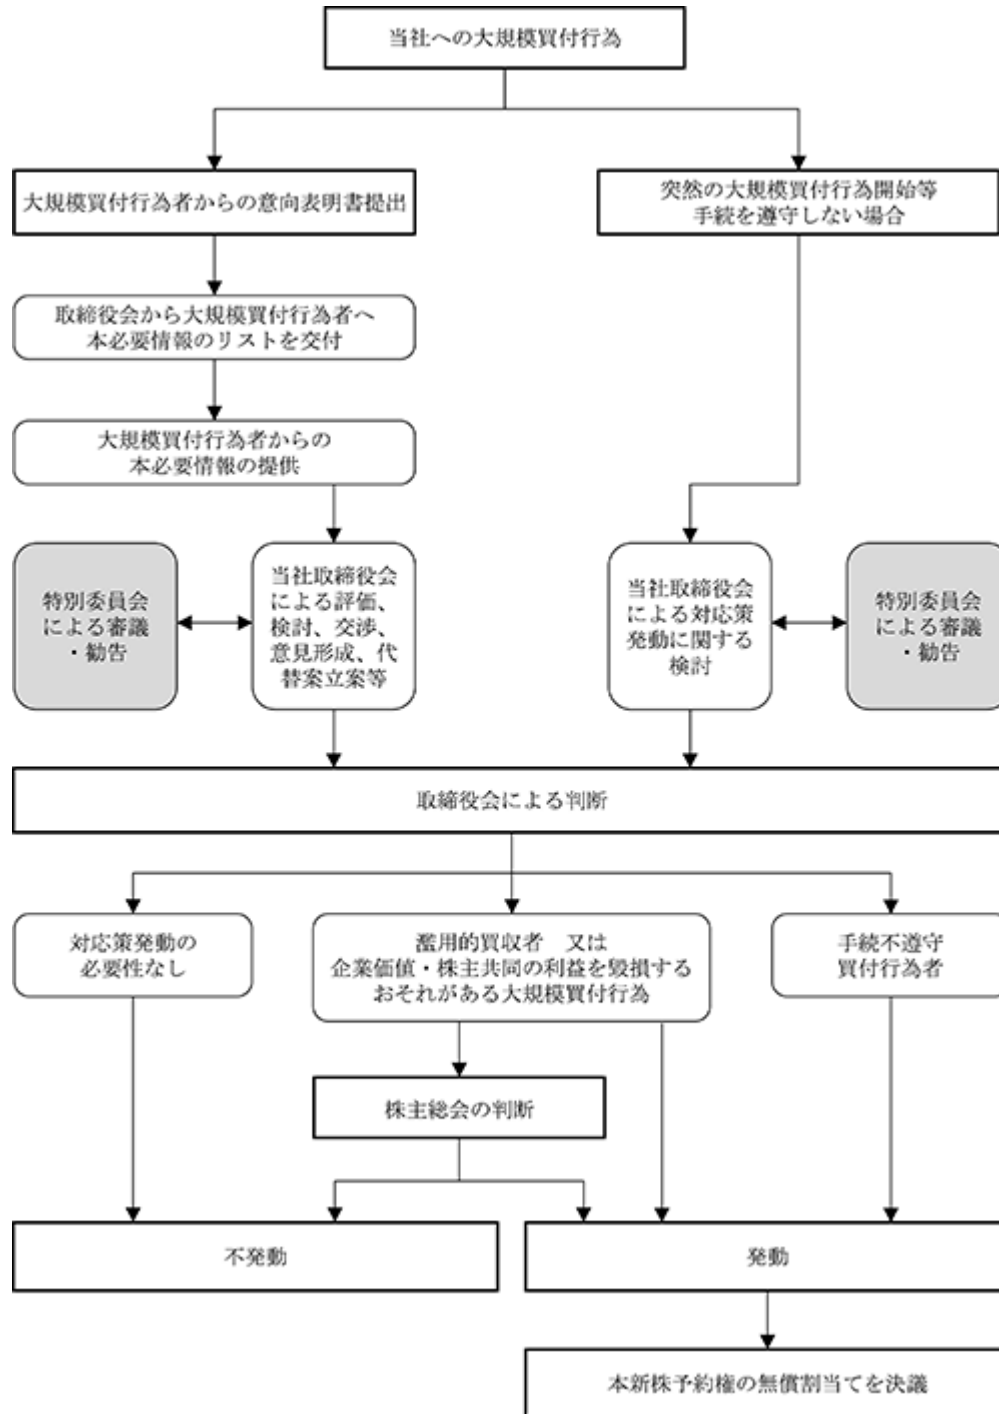 当社への大規模買付行為
大規模買付行為者からの意向表明書提出
突然の大規模買付行為開始等
手続を遵守しない場合
取締役会から大規模買付行為者へ
本必要情報のリストを交付
大規模買付行為者からの
本必要情報の提供
特別委員会
による審議
・勧告
当社取締役会
による評価、
検討、交渉、
意見形成、代
替案立案等
当社取締役会
による対応策
発動に関する
検討
特別委員会
による審議
・勧告
取締役会による判断
対応策発動の
必要性なし
濫用的買収者　又は
企業価値・株主共同の利益を毀損する
おそれがある大規模買付行為
手続不遵守
買付行為者
株主総会の判断
不発動
発動
本新株予約権の無償割当てを決議